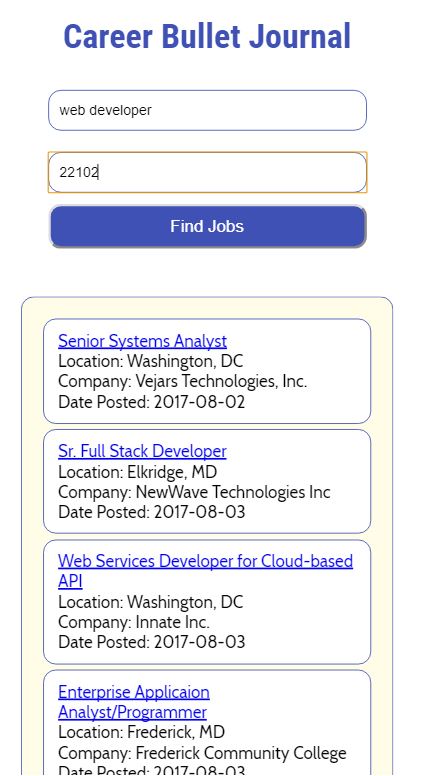 Career Bullet Journal
web developer
22102
Find Jobs
Senior Systems Analyst
Location: Washington, DC
Company: Vejars Technologies, Inc.
Date Posted: 2017-08-02
Sr. Full Stack Developer
Location: Elkridge, MD
Company: NewWave Technologies Inc
Date Posted: 2017-08-03
Web Services Developer for Cloud-based
API
Location: Washington, DC
Company: Innate Inc.
Date Posted: 2017-08-03
Enterprise Applicaion
Analyst/Programmer
Location: Frederick, MD
Company: Frederick Community College
Date Posted: 2017-08-03